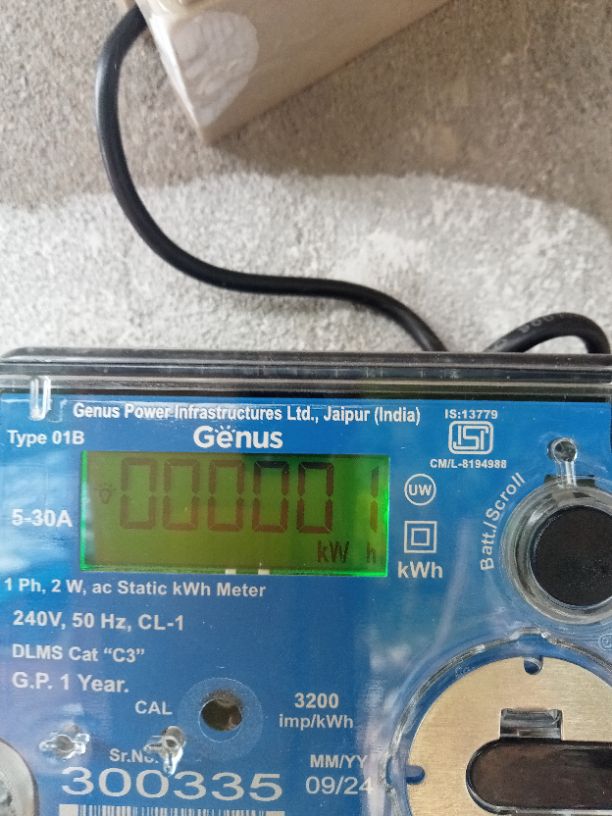 Genus Power Infrastructures Ltd., Jaipur (India)
IS:13779
Type 01B
Genus
ISI
CM/L-8194988
000001
kW h
5-30A
UW
kWh
Batt./Scroll
1 Ph, 2 W, ac Static kWh Meter
240V, 50 Hz, CL-1
DLMS Cat “C3”
G.P. 1 Year.
CAL
3200
imp/kWh
Sr.No.
MM/YY
300335
09/24